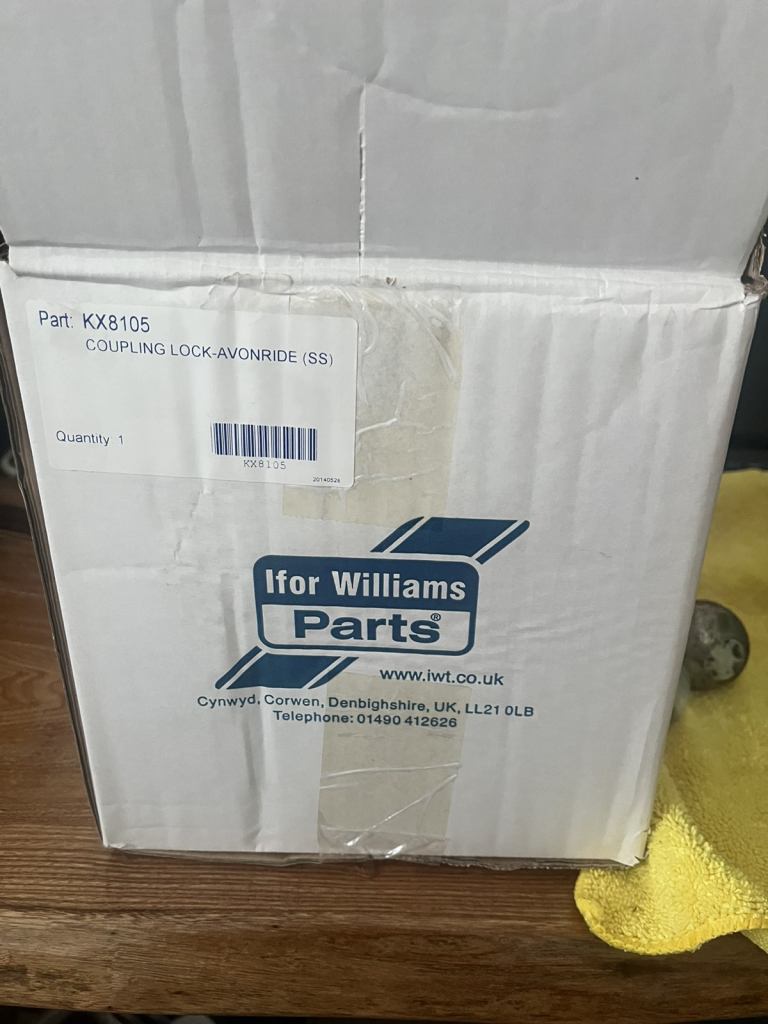 Part: KX8105
COUPLING LOCK-AVONRIDE (SS)
Quantity 1
KX8105
20140528
Ifor Williams
Parts®
www.iwt.co.uk
Cynwyd, Corwen, Denbighshire, UK, LL21 0LB
Telephone: 01490 412626